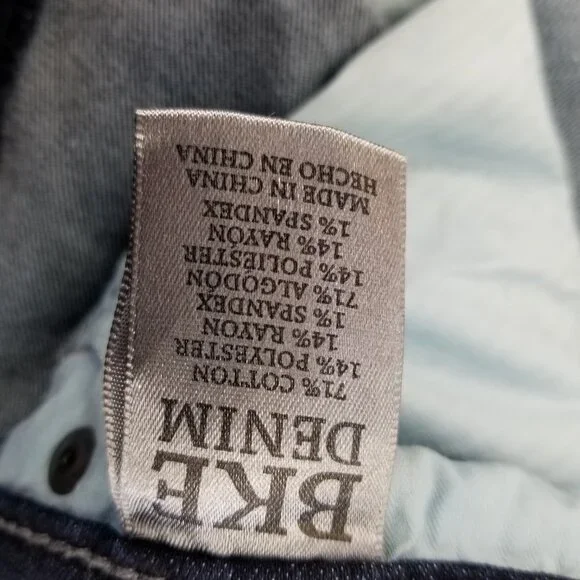 BKE
DENIM
71% COTTON
14% POLYESTER
14% RAYON
1% SPANDEX
71% ALGODÓN
14% POLIESTER
14% RAYÓN
1% SPANDEX
MADE IN CHINA
HECHO EN CHINA